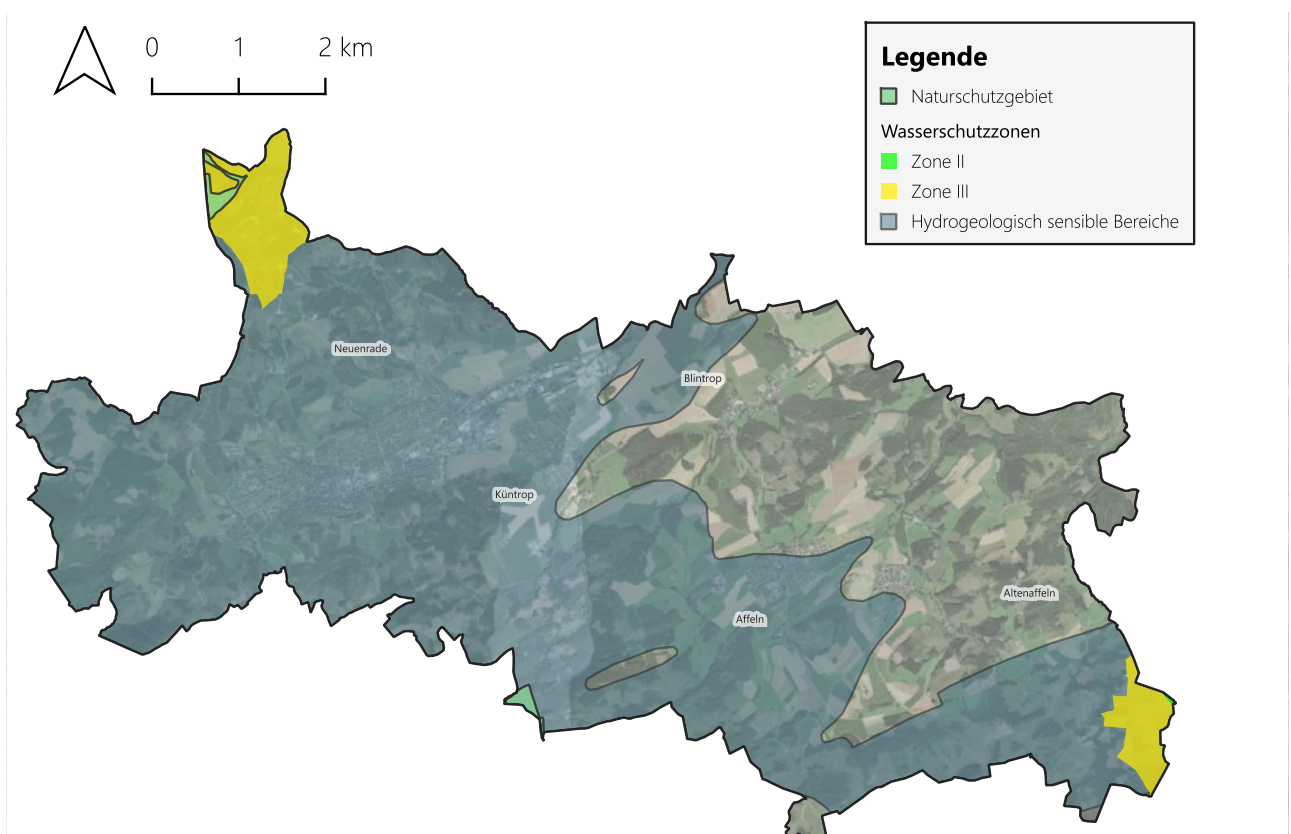 0 1 2 km
Legende
Naturschutzgebiet
Wasserschutzzonen
Zone II
Zone III
Hydrogeologisch sensible Bereiche
Neuenrade
Blintrop
Küntrop
Altenaffeln
Affeln